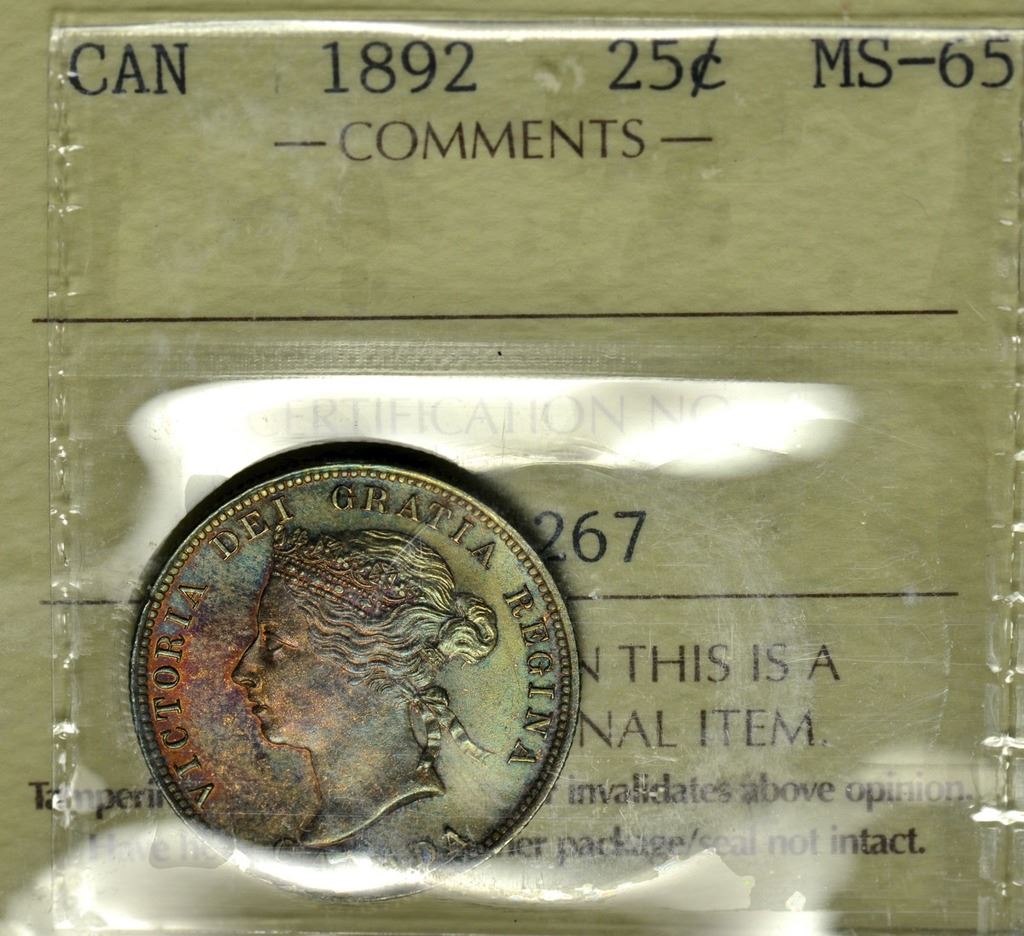 CAN 1892 25¢ MS-65
— COMMENTS —
ERTIFICATION NO
267
VICTORIA DEI GRATIA REGINA
N THIS IS A
NAL ITEM.
invalidates above opinion.
package/seal not intact.